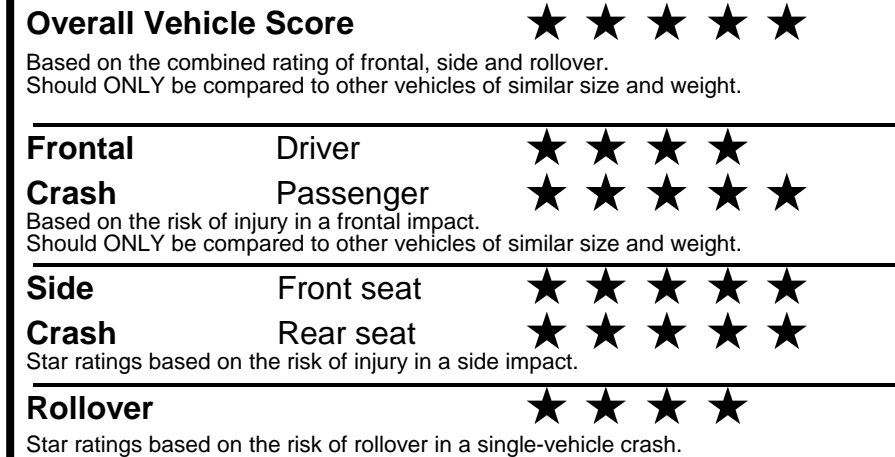 Overall Vehicle Score ★ ★ ★ ★ ★
Based on the combined rating of frontal, side and rollover.
Should ONLY be compared to other vehicles of similar size and weight.
Frontal Driver ★ ★ ★ ★
Crash Passenger ★ ★ ★ ★ ★
Based on the risk of injury in a frontal impact.
Should ONLY be compared to other vehicles of similar size and weight.
Side Front seat ★ ★ ★ ★ ★
Crash Rear seat ★ ★ ★ ★ ★
Star ratings based on the risk of injury in a side impact.
Rollover ★ ★ ★ ★
Star ratings based on the risk of rollover in a single-vehicle crash.